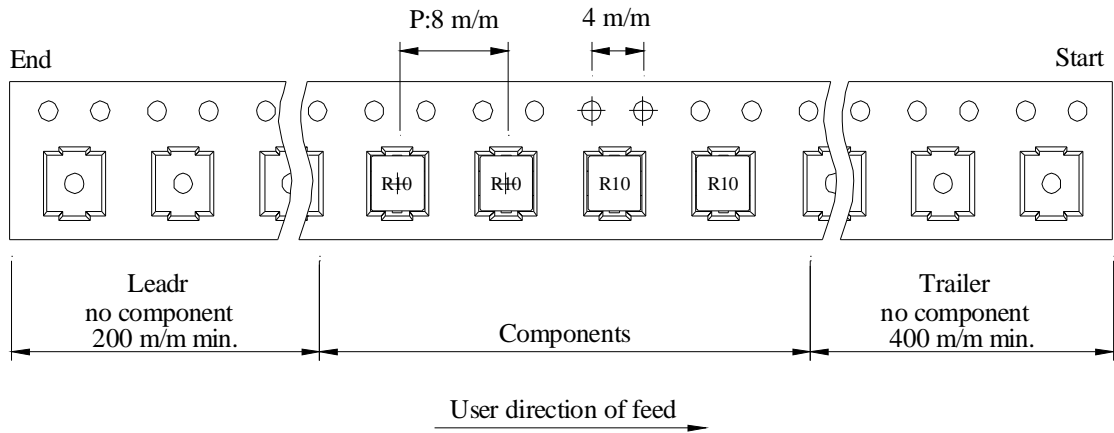 P:8 m/m
4 m/m
End
Start
R10
R10
R10
R10
Leadr
no component
200 m/m min.
Components
Trailer
no component
400 m/m min.
User direction of feed